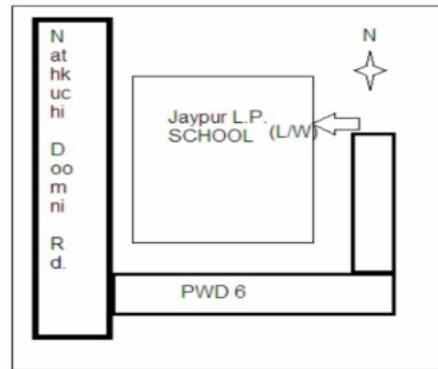 N
at
hk
uc
hi
D
oo
m
ni
R
d.
N
Jaypur L.P.
SCHOOL (L/W)
PWD 6